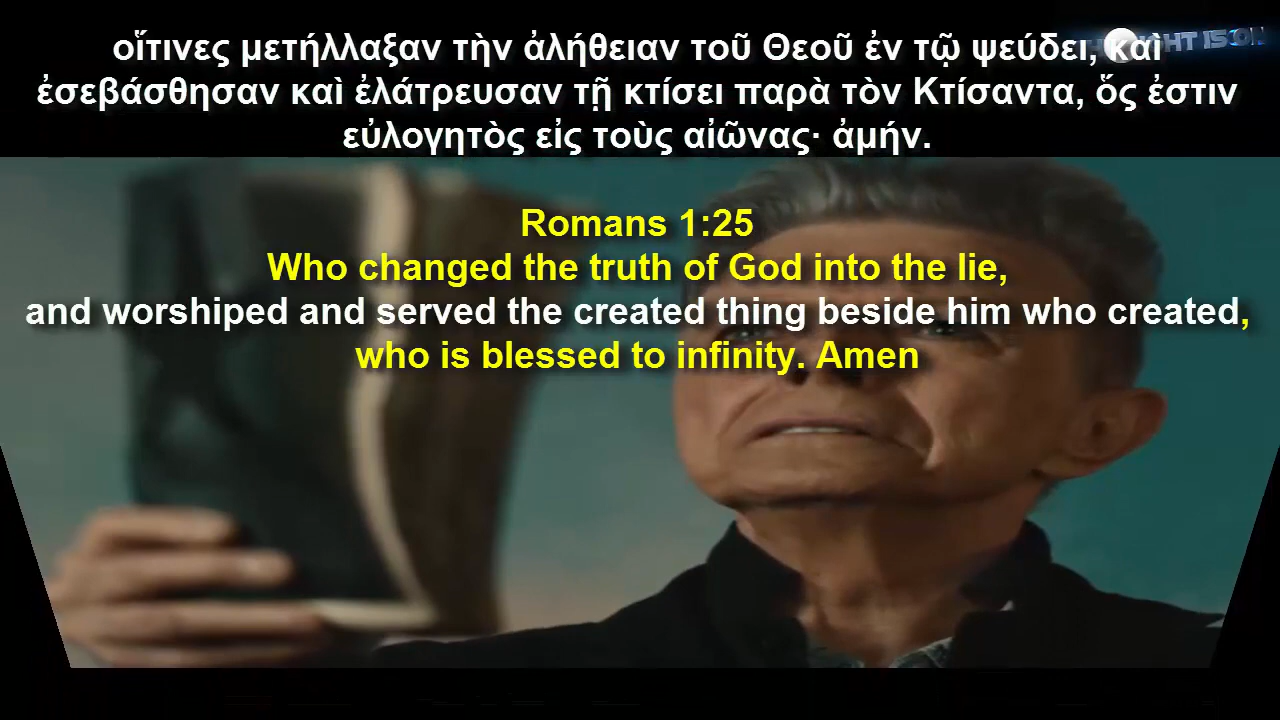 οἵτινες μετήλλαξαν τὴν ἀλήθειαν τοῦ Θεοῦ ἐν τῷ ψεύδει, καὶ
ἐσεβάσθησαν καὶ ἐλάτρευσαν τῇ κτίσει παρὰ τὸν Κτίσαντα, ὅς ἐστιν
εὐλογητὸς εἰς τοὺς αἰῶνας· ἀμήν.
IS ON
Romans 1:25
Who changed the truth of God into the lie,
and worshiped and served the created thing beside him who created,
who is blessed to infinity. Amen